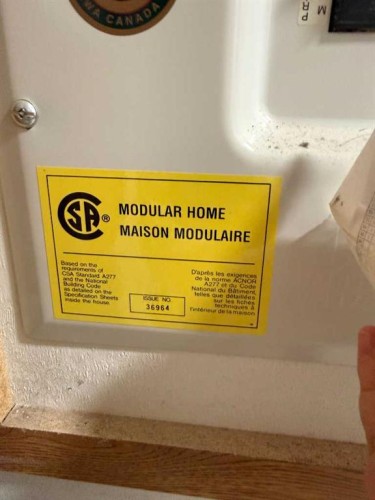 WA CANADA
M
CSA ®
MODULAR HOME
MAISON MODULAIRE
Based on the
requirements of
CSA Standard A277
and the National
Building Code
as detailed on the
Specification Sheets
inside the house
ISSUE NO.
36964
D'après les exigences
de la norme ACNOR
A277 et du Code
National du Bâtiment,
telles que détaillées
sur les fiches
techniques à
l'intérieur de la maison